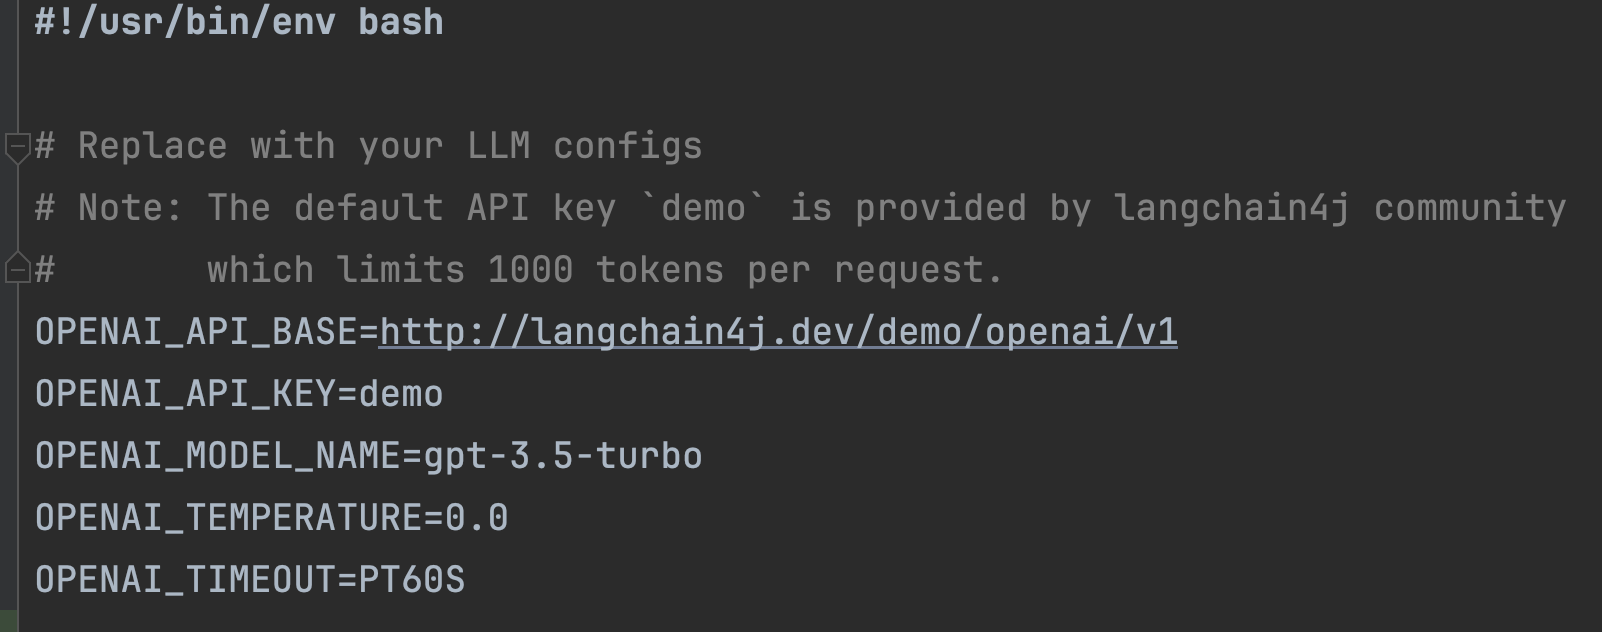 #!/usr/bin/env bash
# Replace with your LLM configs
# Note: The default API key `demo` is provided by langchain4j community
#       which limits 1000 tokens per request.
OPENAI_API_BASE=http://langchain4j.dev/demo/openai/v1
OPENAI_API_KEY=demo
OPENAI_MODEL_NAME=gpt-3.5-turbo
OPENAI_TEMPERATURE=0.0
OPENAI_TIMEOUT=PT60S